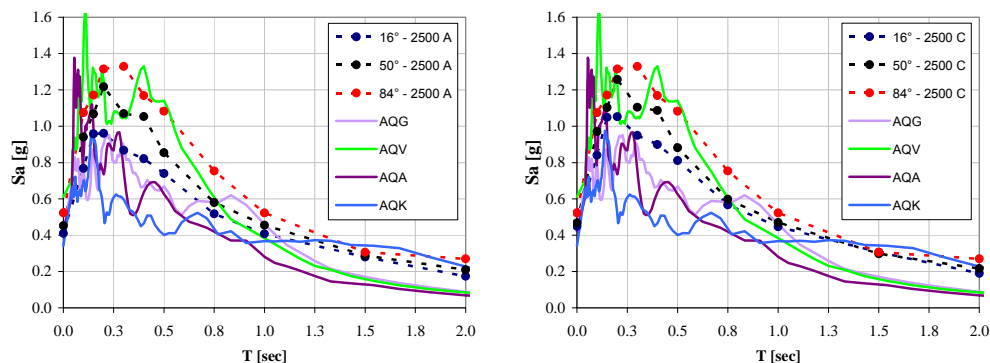 1.6
1.4
1.2
1.0
0.8
0.6
0.4
0.2
0.0
Sa [g]
0.0 0.3 0.5 0.8 1.0 1.3 1.5 1.8 2.0
T [sec]
16° - 2500 A
50° - 2500 A
84° - 2500 A
AQG
AQV
AQA
AQK
1.6
1.4
1.2
1.0
0.8
0.6
0.4
0.2
0.0
Sa [g]
0.0 0.3 0.5 0.8 1.0 1.3 1.5 1.8 2.0
T [sec]
16° - 2500 C
50° - 2500 C
84° - 2500 C
AQG
AQV
AQA
AQK